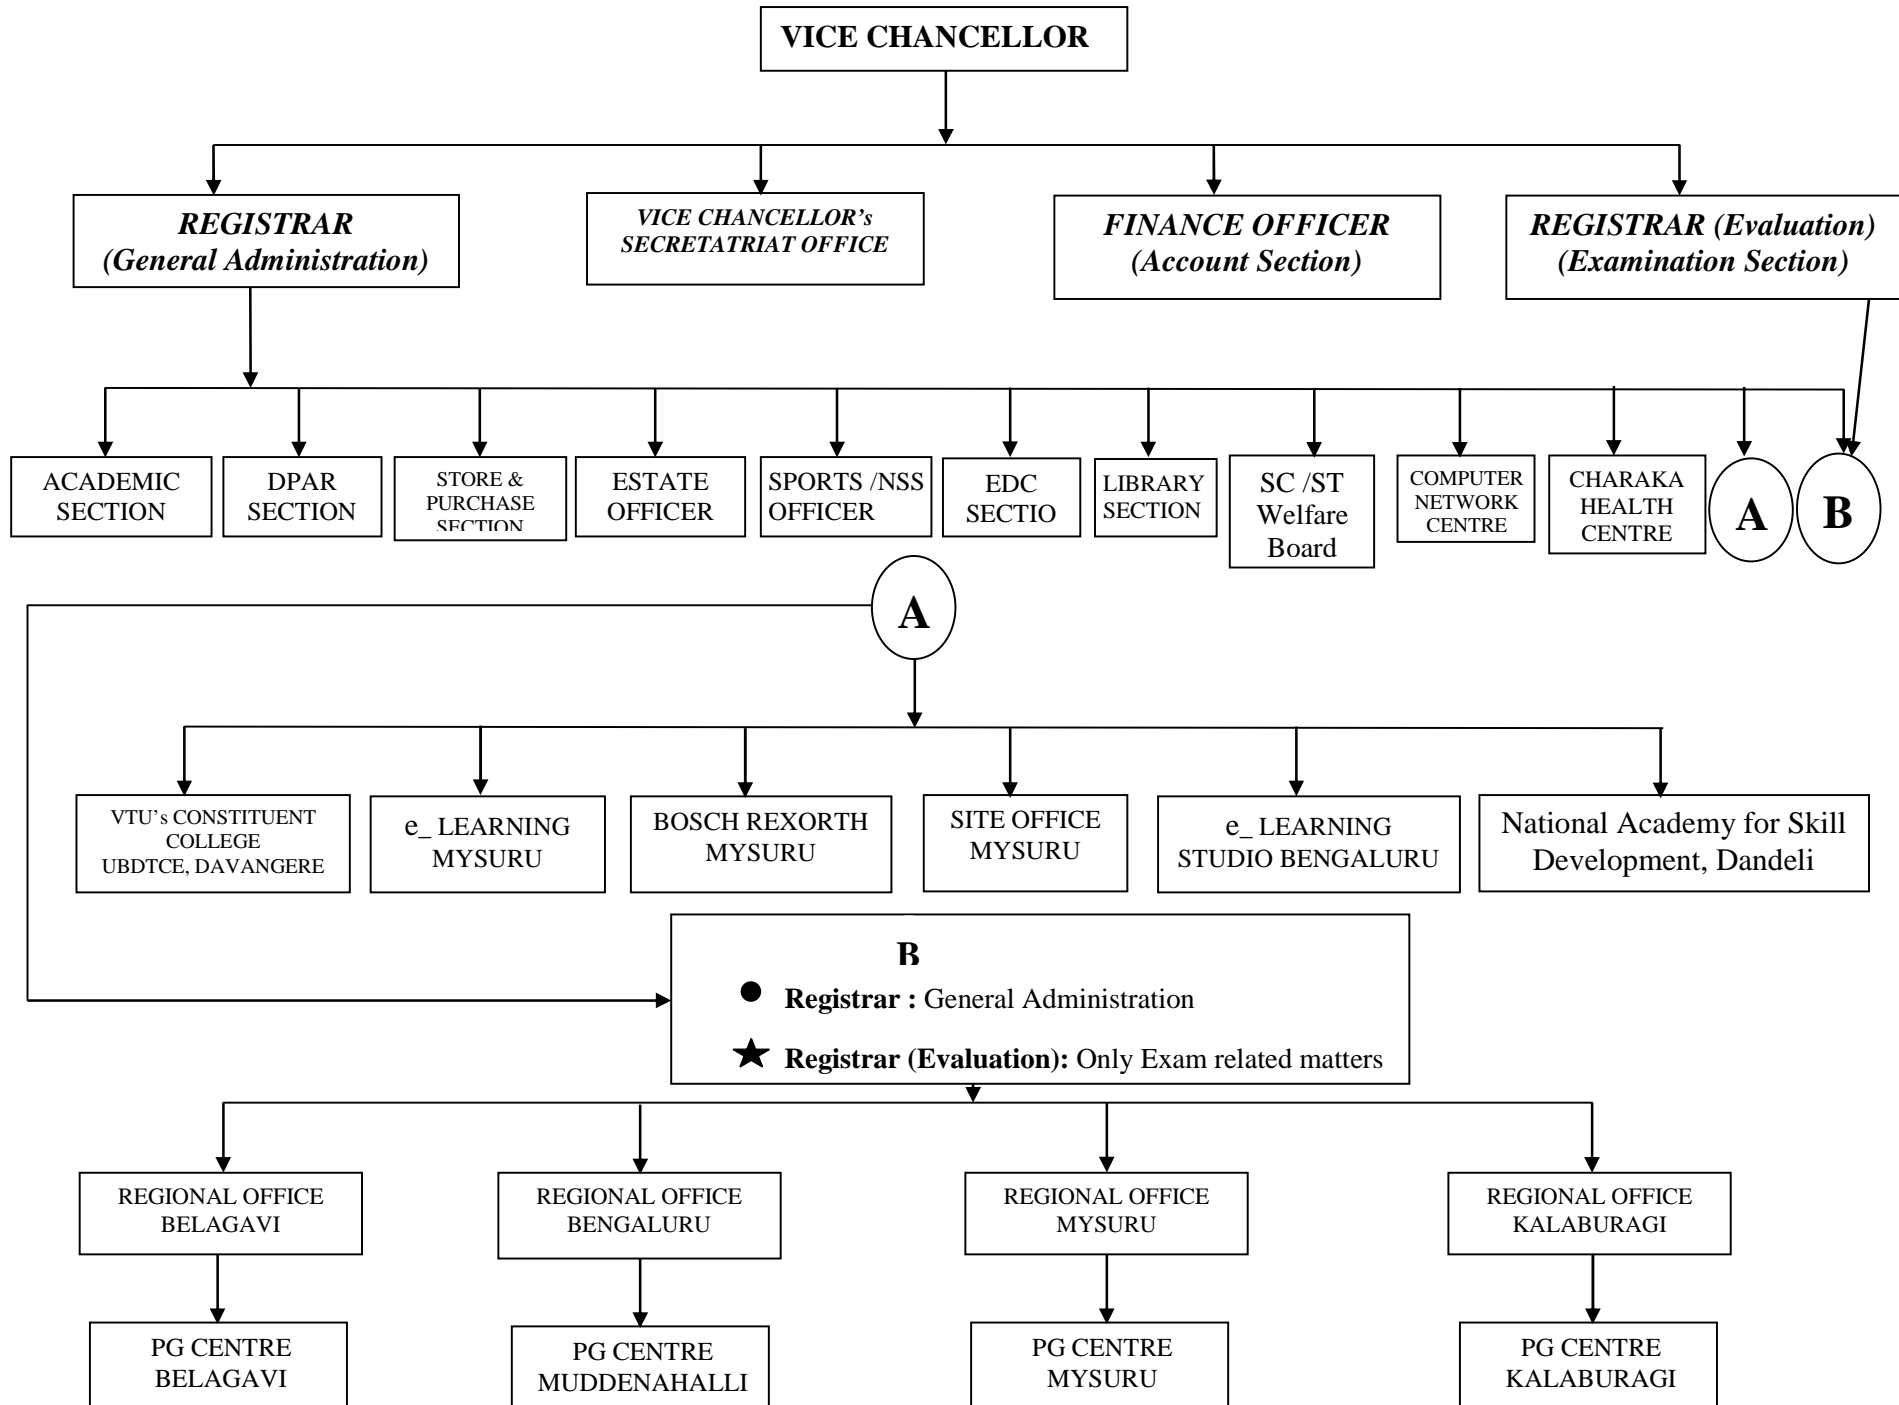 VICE CHANCELLOR
REGISTRAR
(General Administration)
VICE CHANCELLOR's
SECRETATRIAT OFFICE
FINANCE OFFICER
(Account Section)
REGISTRAR (Evaluation)
(Examination Section)
ACADEMIC
SECTION
DPAR
SECTION
STORE &
PURCHASE
SECTION
ESTATE
OFFICER
SPORTS /NSS
OFFICER
EDC
SECTIO
LIBRARY
SECTION
SC /ST
Welfare
Board
COMPUTER
NETWORK
CENTRE
CHARAKA
HEALTH
CENTRE
A
B
A
VTU's CONSTITUENT
COLLEGE
UBDTCE, DAVANGERE
e_ LEARNING
MYSURU
BOSCH REXORTH
MYSURU
SITE OFFICE
MYSURU
e_ LEARNING
STUDIO BENGALURU
National Academy for Skill
Development, Dandeli
B
Registrar : General Administration
Registrar (Evaluation): Only Exam related matters
REGIONAL OFFICE
BELAGAVI
REGIONAL OFFICE
BENGALURU
REGIONAL OFFICE
MYSURU
REGIONAL OFFICE
KALABURAGI
PG CENTRE
BELAGAVI
PG CENTRE
MUDDENAHALLI
PG CENTRE
MYSURU
PG CENTRE
KALABURAGI